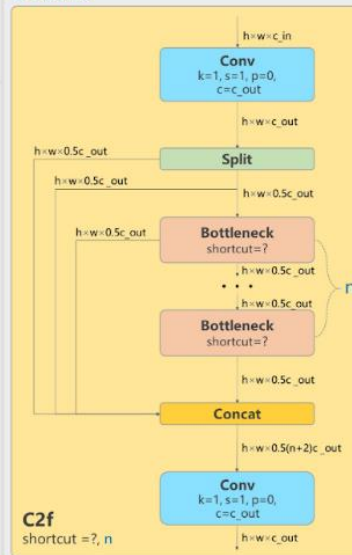 h×w×c_in
Conv
k=1, s=1, p=0,
c=c_out
h×w×c_out
Split
h×w×0.5c_out
h×w×0.5c_out
h×w×0.5c_out
Bottleneck
shortcut=?
h×w×0.5c_out
h×w×0.5c_out
...
h×w×0.5c_out
n
Bottleneck
shortcut=?
h×w×0.5c_out
Concat
h×w×0.5(n+2)c_out
Conv
k=1, s=1, p=0,
c=c_out
h×w×c_out
C2f
shortcut =?, n